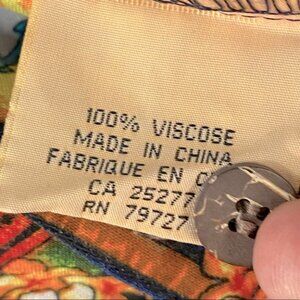 100% VISCOSE
MADE IN CHINA
FABRIQUE EN
CA 25277
RN 79727